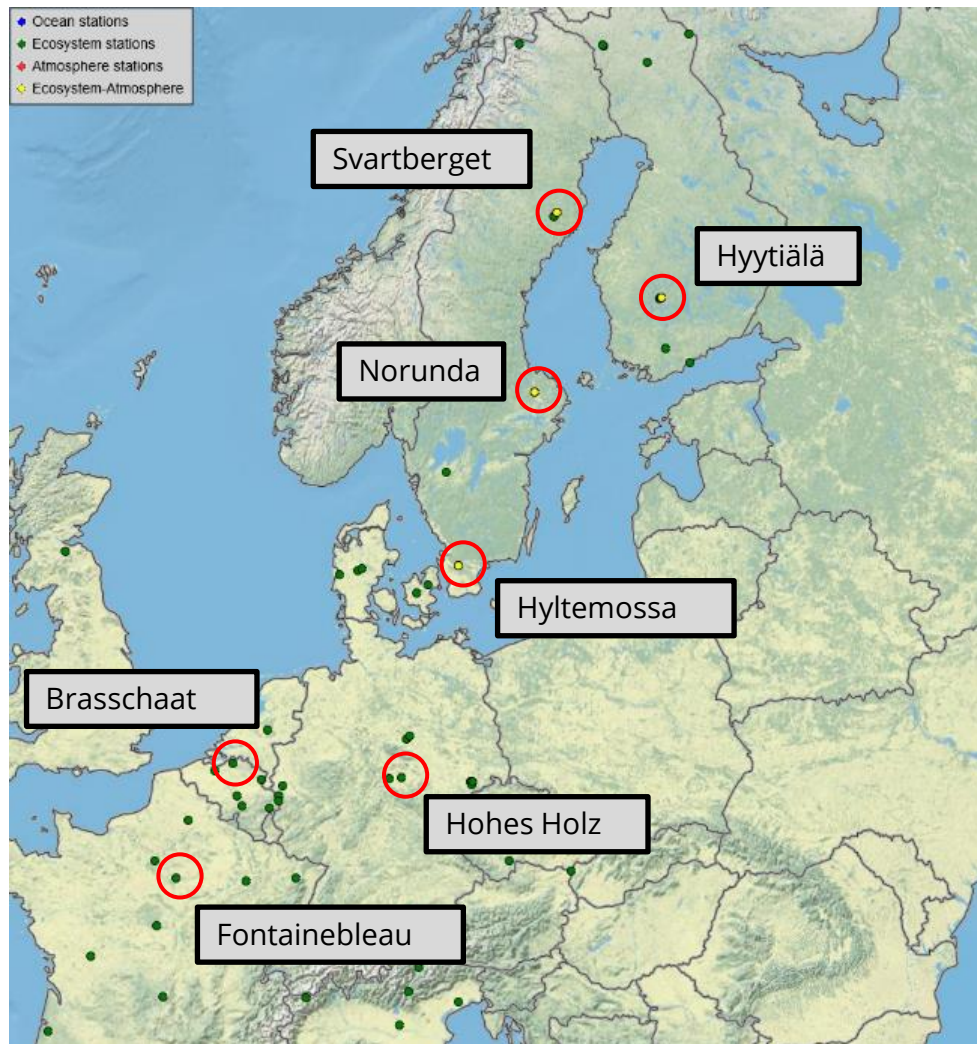 Ocean stations
Ecosystem stations
Atmosphere stations
Ecosystem-Atmosphere
Svartberget
Hyytiälä
Norunda
Hyltemossa
Brasschaat
Hohes Holz
Fontainebleau